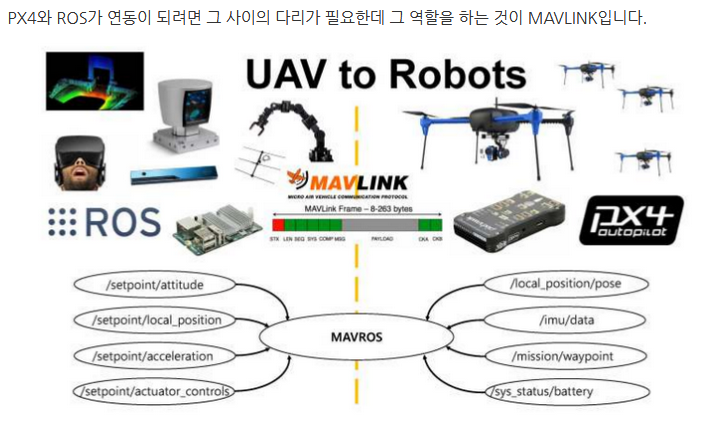 PX4와 ROS가 연동이 되려면 그 사이의 다리가 필요한데 그 역할을 하는 것이 MAVLINK입니다.
UAV to Robots
MAVLINK
MICRO AIR VEHICLE COMMUNICATION PROTOCOL
MAVLink Frame – 8-263 bytes
STX LEN SEQ SYS COMP MSG PAYLOAD CKA CKB
ROS
PX4
autopilot
/setpoint/attitude
/local_position/pose
/setpoint/local_position
/imu/data
MAVROS
/setpoint/acceleration
/mission/waypoint
/setpoint/actuator_controls
/sys_status/battery